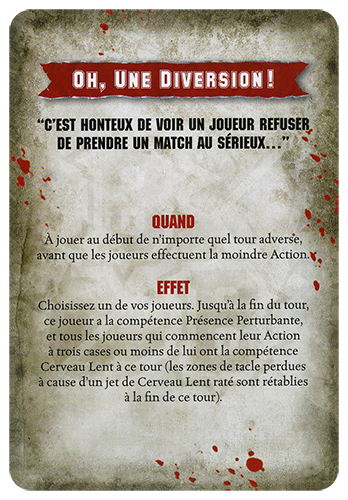 Oh, Une Diversion !
“C’EST HONTEUX DE VOIR UN JOUEUR REFUSER
DE PRENDRE UN MATCH AU SÉRIEUX…”
QUAND
À jouer au début de n’importe quel tour adverse,
avant que les joueurs effectuent la moindre Action.
EFFET
Choisissez un de vos joueurs. Jusqu’à la fin du tour,
ce joueur a la compétence Présence Perturbante,
et tous les joueurs qui commencent leur Action
à trois cases ou moins de lui ont la compétence
Cerveau Lent à ce tour (les zones de tacle perdues
à cause d’un jet de Cerveau Lent raté sont rétablies
à la fin de ce tour).